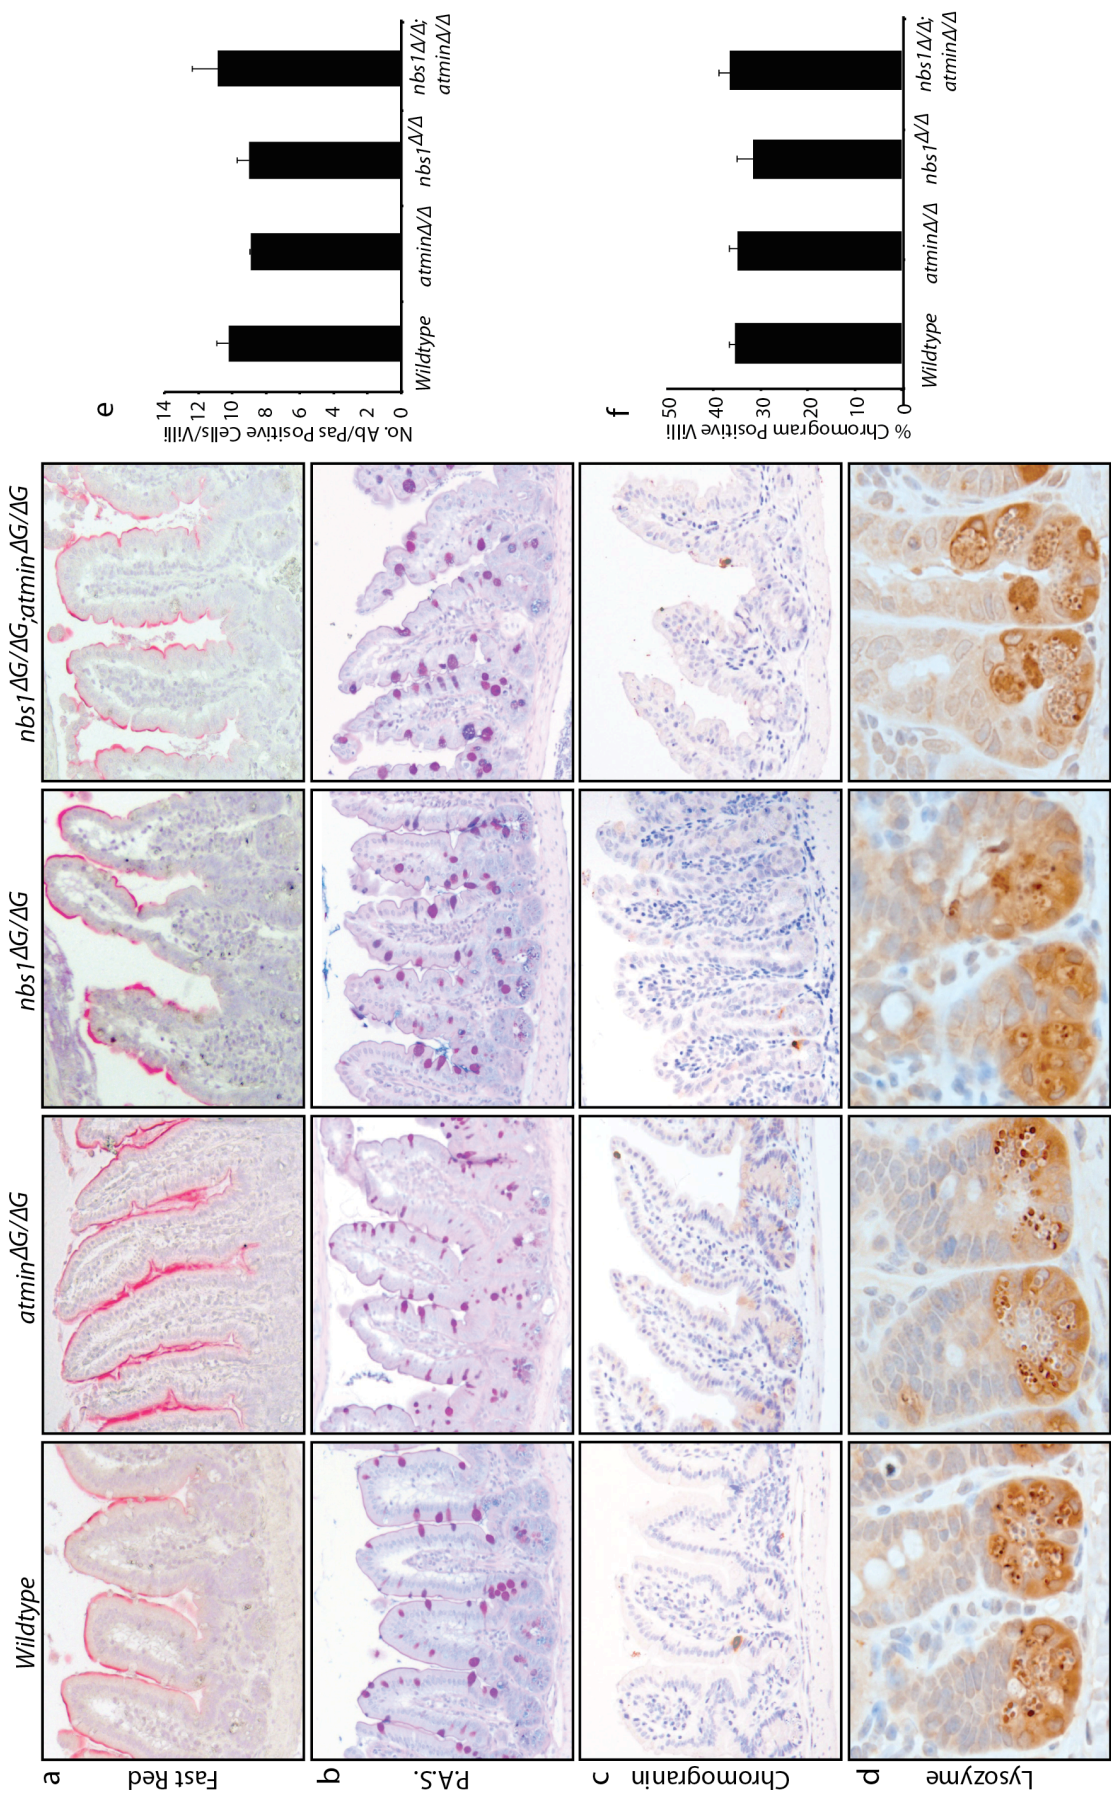 Wildtype
atminΔG/ΔG
nbs1ΔG/ΔG
nbs1ΔG/ΔG;atminΔG/ΔG
a
Fast Red
b
P.A.S.
c
Chromogranin
d
Lysozyme
e
No. Ab/Pas Positive Cells/Villi
14
12
10
8
6
4
2
0
Wildtype
atminΔ/Δ
nbs1Δ/Δ
nbs1Δ/Δ;
atminΔ/Δ
f
% Chromogram Positive Villi
50
40
30
20
10
0
Wildtype
atminΔ/Δ
nbs1Δ/Δ
nbs1Δ/Δ;
atminΔ/Δ